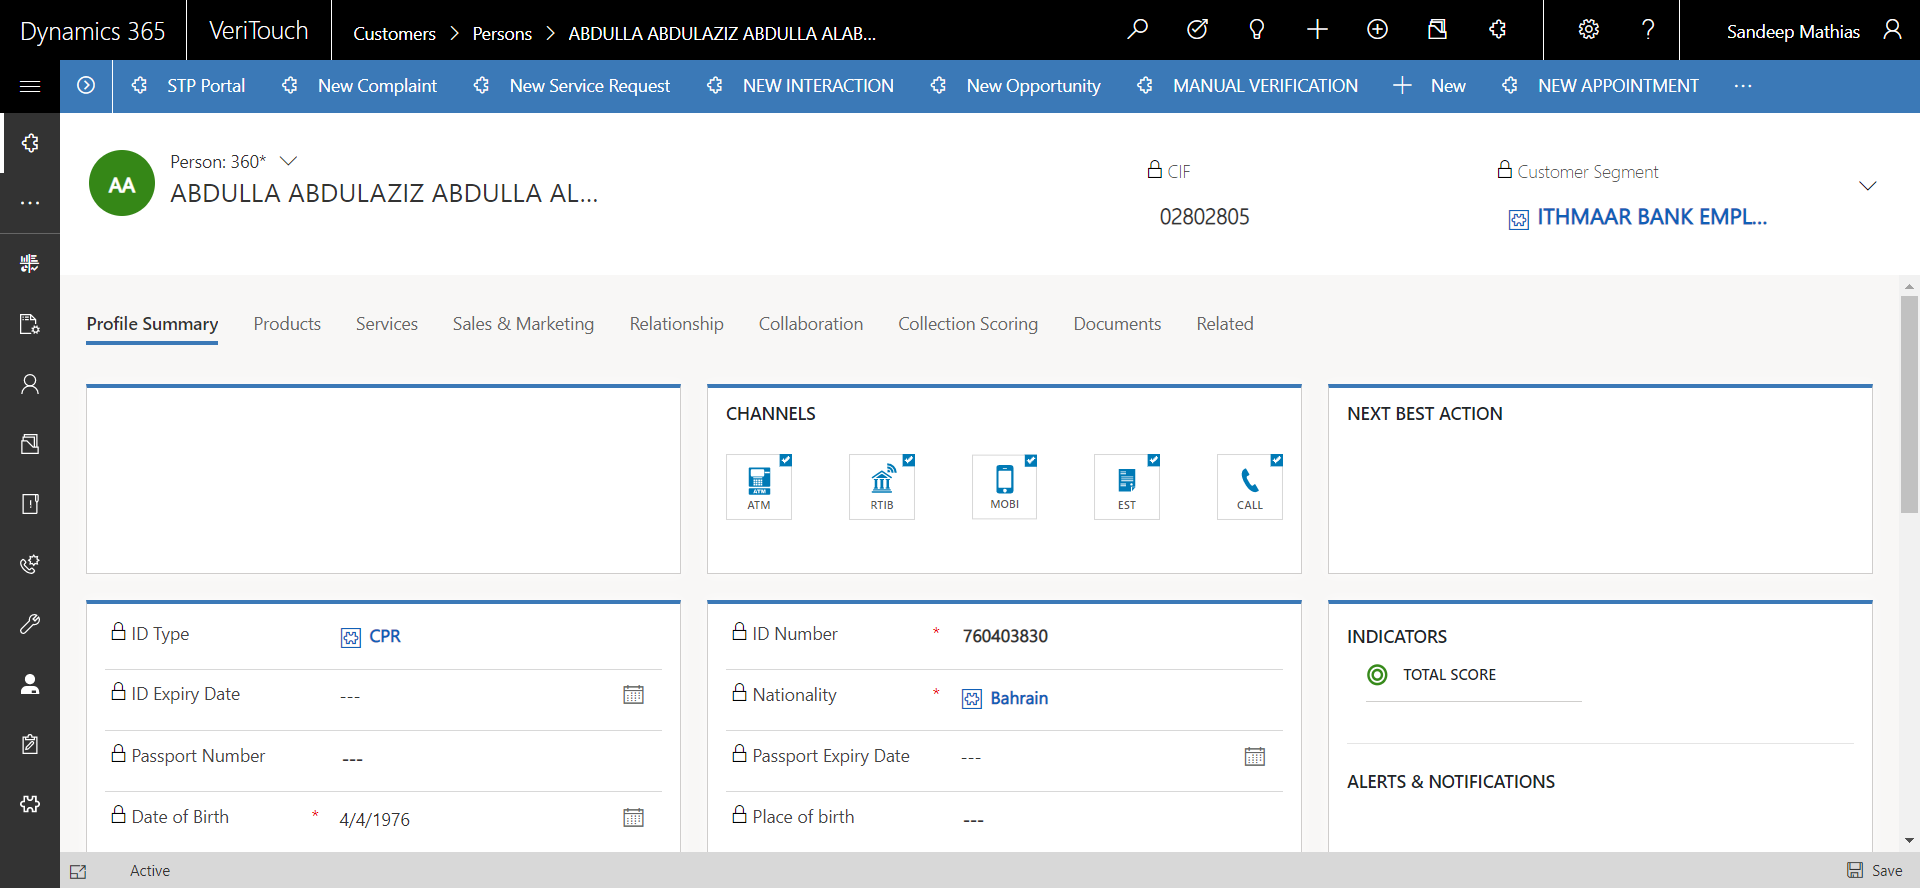 Dynamics 365
VeriTouch
Customers > Persons > ABDULLA ABDULAZIZ ABDULLA ALAB...
Sandeep Mathias
STP Portal
New Complaint
New Service Request
NEW INTERACTION
New Opportunity
MANUAL VERIFICATION
New
NEW APPOINTMENT
...
AA
Person: 360*
ABDULLA ABDULAZIZ ABDULLA AL...
CIF
02802805
Customer Segment
ITHMAAR BANK EMPL...
Profile Summary
Products
Services
Sales & Marketing
Relationship
Collaboration
Collection Scoring
Documents
Related
CHANNELS
ATM
ATM
RTIB
MOBI
EST
CALL
NEXT BEST ACTION
ID Type
CPR
ID Expiry Date
---
Passport Number
---
Date of Birth * 4/4/1976
ID Number * 760403830
Nationality * Bahrain
Passport Expiry Date
---
Place of birth
---
INDICATORS
TOTAL SCORE
ALERTS & NOTIFICATIONS
Active
Save